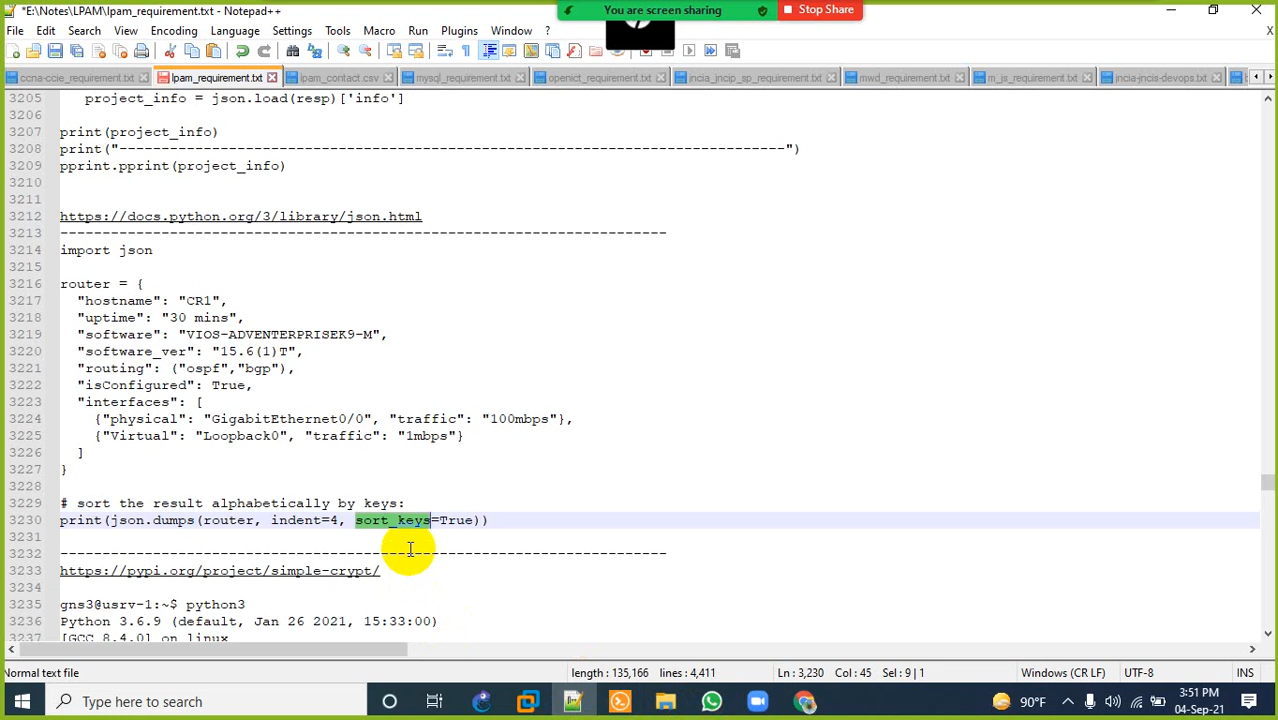 *E:\Notes\LPAM\lpam_requirement.txt - Notepad++
You are screen sharing
Stop Share
File Edit Search View Encoding Language Settings Tools Macro Run Plugins Window ?
X
ccna-ccie_requirement.txt lpam_requirement.txt lpam_contact.csv mysql_requirement.txt openict_requirement.txt jncia_jncip_sp_requirement.txt mwd_requirement.txt m_js_requirement.txt jncia-jncis-devops.txt
3205 project_info = json.load(resp)['info']
3206
3207 print(project_info)
3208 print("-------------------------------------------------------------------------------")
3209 pprint.pprint(project_info)
3210
3211
3212 https://docs.python.org/3/library/json.html
3213 ------------------------------------------------------------------------
3214 import json
3215
3216 router = {
3217 "hostname": "CR1",
3218 "uptime": "30 mins",
3219 "software": "VIOS-ADVENTERPRISEK9-M",
3220 "software_ver": "15.6(1)T",
3221 "routing": ("ospf","bgp"),
3222 "isConfigured": True,
3223 "interfaces": [
3224 {"physical": "GigabitEthernet0/0", "traffic": "100mbps"},
3225 {"Virtual": "Loopback0", "traffic": "1mbps"}
3226 ]
3227 }
3228
3229 # sort the result alphabetically by keys:
3230 print(json.dumps(router, indent=4, sort_keys=True))
3231
3232 ------------------------------------------------------------------------
3233 https://pypi.org/project/simple-crypt/
3234
3235 gns3@usrv-1:~$ python3
3236 Python 3.6.9 (default, Jan 26 2021, 15:33:00)
3237 [GCC 8.4.0] on linux
Normal text file length : 135,166 lines : 4,411 Ln : 3,230 Col : 45 Sel : 9 | 1 Windows (CR LF) UTF-8 INS
Type here to search
90°F
3:51 PM
04-Sep-21